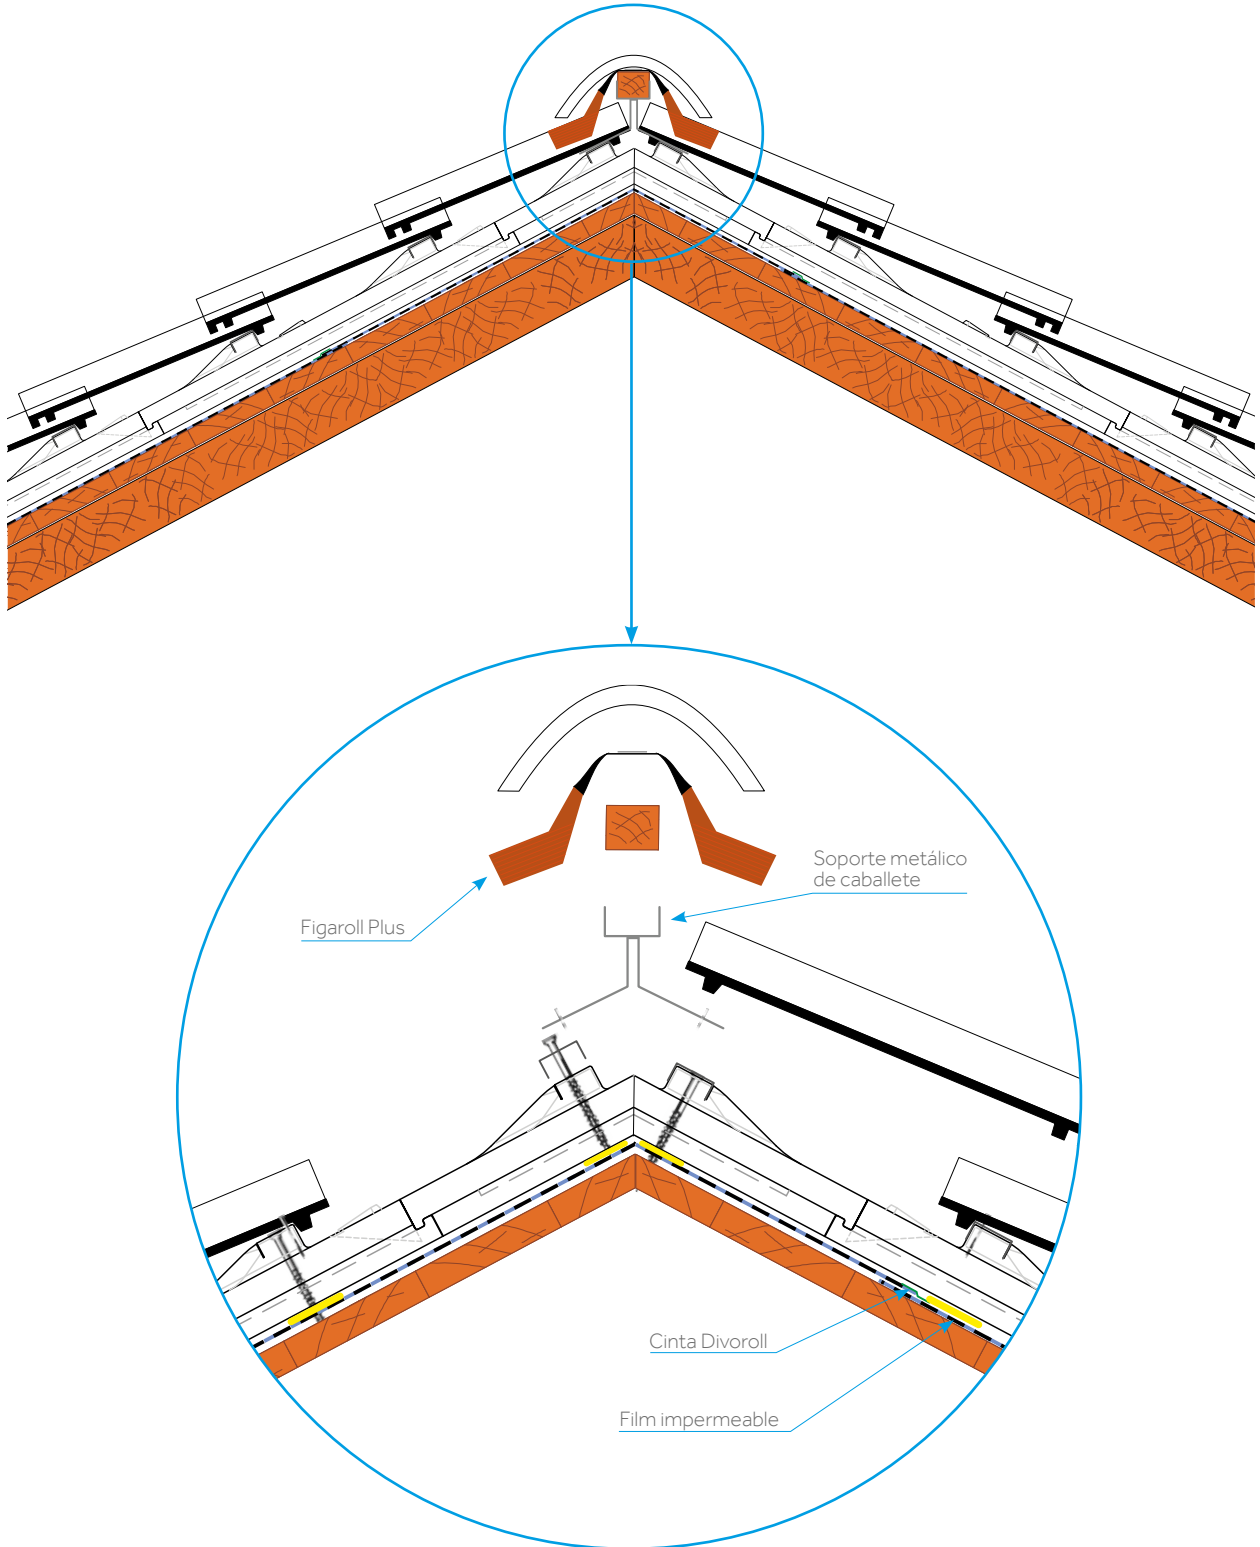 Soporte metálico
de caballete
Figaroll Plus
Cinta Divoroll
Film impermeable